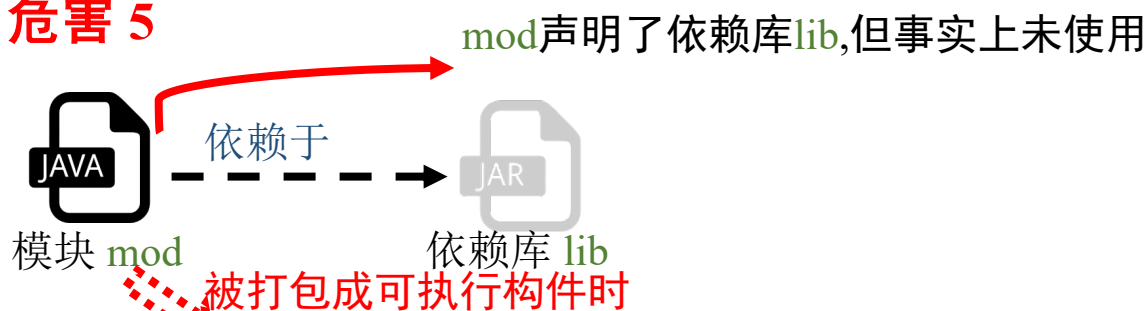 危害 5
mod声明了依赖库lib,但事实上未使用
依赖于
JAVA
JAR
模块 mod
依赖库 lib
被打包成可执行构件时